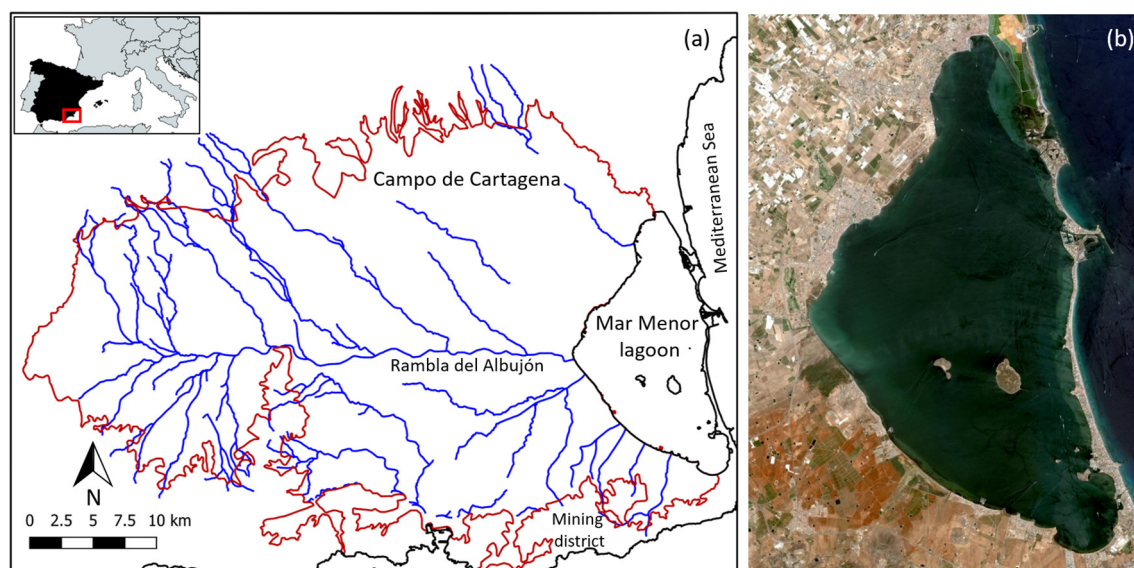 (a)
(b)
Campo de Cartagena
Mediterranean Sea
Mar Menor
lagoon
Rambla del Albujón
N
0 2.5 5 7.5 10 km
Mining
district